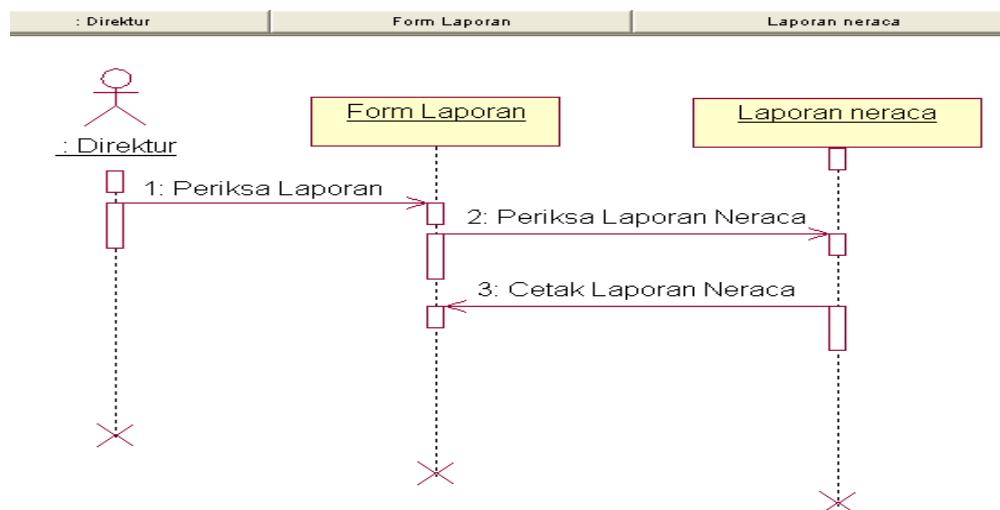 : Direktur
Form Laporan
Laporan neraca
Form Laporan
Laporan neraca
: Direktur
1: Periksa Laporan
2: Periksa Laporan Neraca
3: Cetak Laporan Neraca